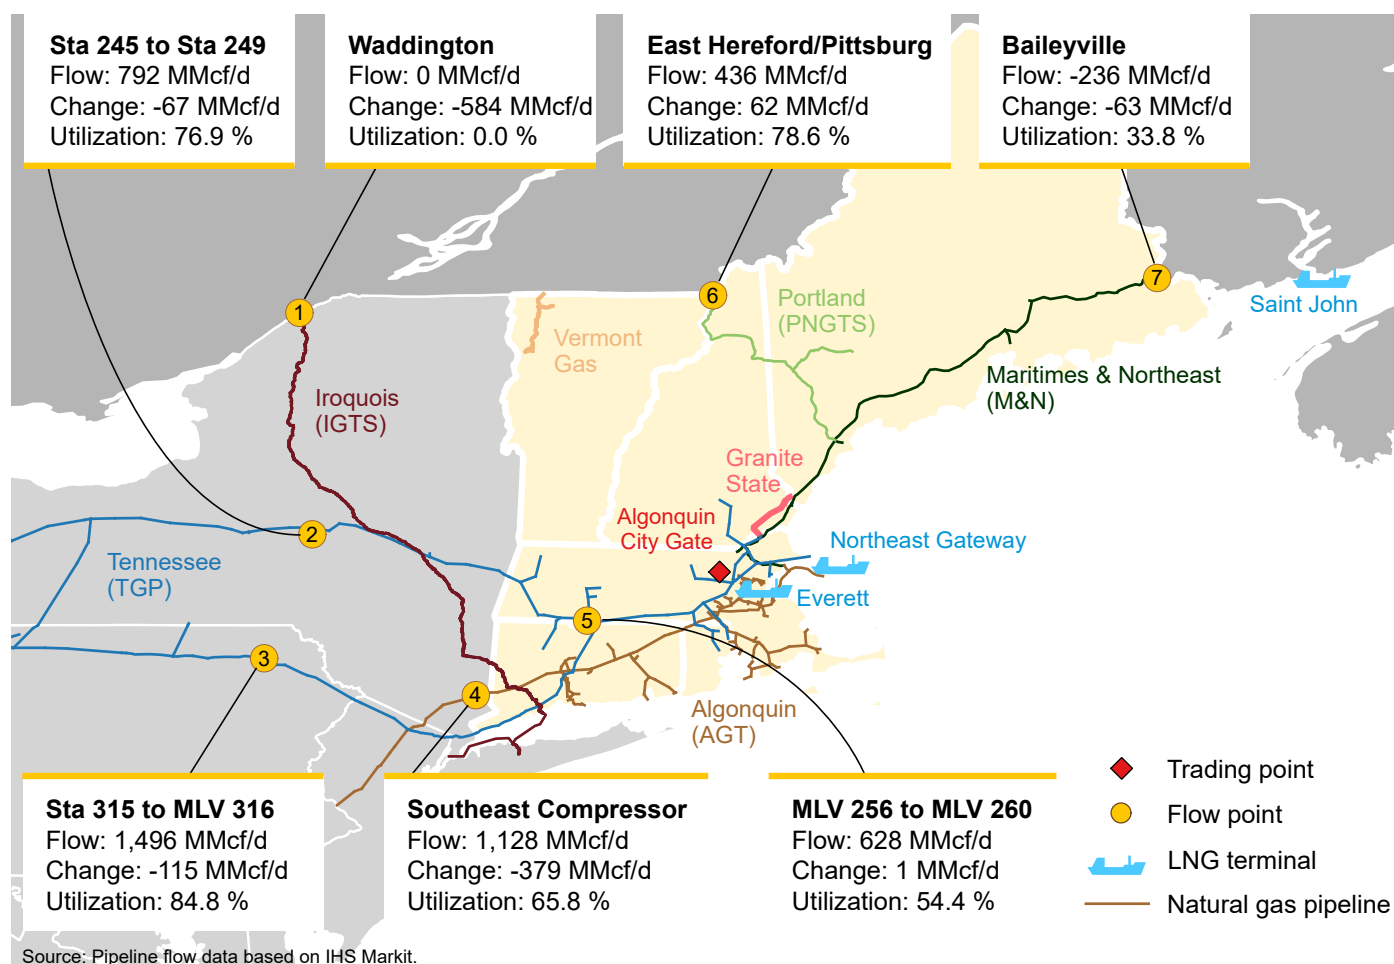 Sta 245 to Sta 249
Flow: 792 MMcf/d
Change: -67 MMcf/d
Utilization: 76.9 %
Waddington
Flow: 0 MMcf/d
Change: -584 MMcf/d
Utilization: 0.0 %
East Hereford/Pittsburg
Flow: 436 MMcf/d
Change: 62 MMcf/d
Utilization: 78.6 %
Baileyville
Flow: -236 MMcf/d
Change: -63 MMcf/d
Utilization: 33.8 %
1
6
7
Saint John
Portland
(PNGTS)
Vermont
Gas
Maritimes & Northeast
(M&N)
Iroquois
(IGTS)
Granite
State
Algonquin
City Gate
2
Northeast Gateway
Tennessee
(TGP)
Everett
5
3
4
Algonquin
(AGT)
Sta 315 to MLV 316
Flow: 1,496 MMcf/d
Change: -115 MMcf/d
Utilization: 84.8 %
Southeast Compressor
Flow: 1,128 MMcf/d
Change: -379 MMcf/d
Utilization: 65.8 %
MLV 256 to MLV 260
Flow: 628 MMcf/d
Change: 1 MMcf/d
Utilization: 54.4 %
Trading point
Flow point
LNG terminal
Natural gas pipeline
Source: Pipeline flow data based on IHS Markit.